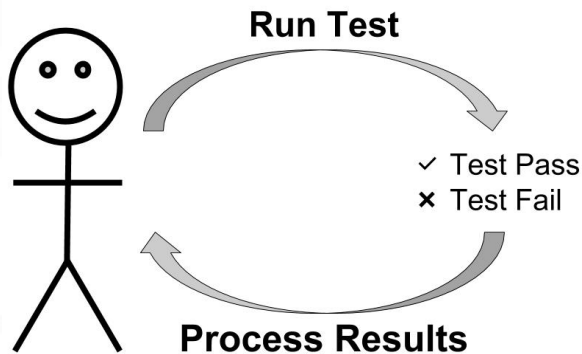 Run Test
✓ Test Pass
✖ Test Fail
Process Results